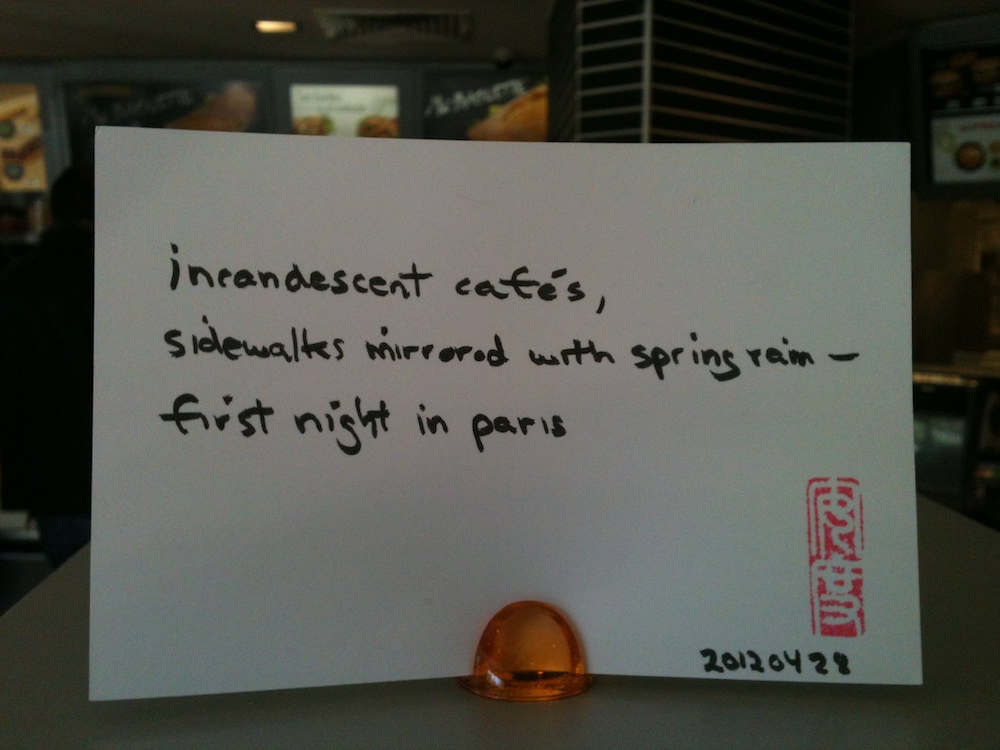 incandescent cafés,
sidewalks mirrored with spring rain —
first night in paris
20120428